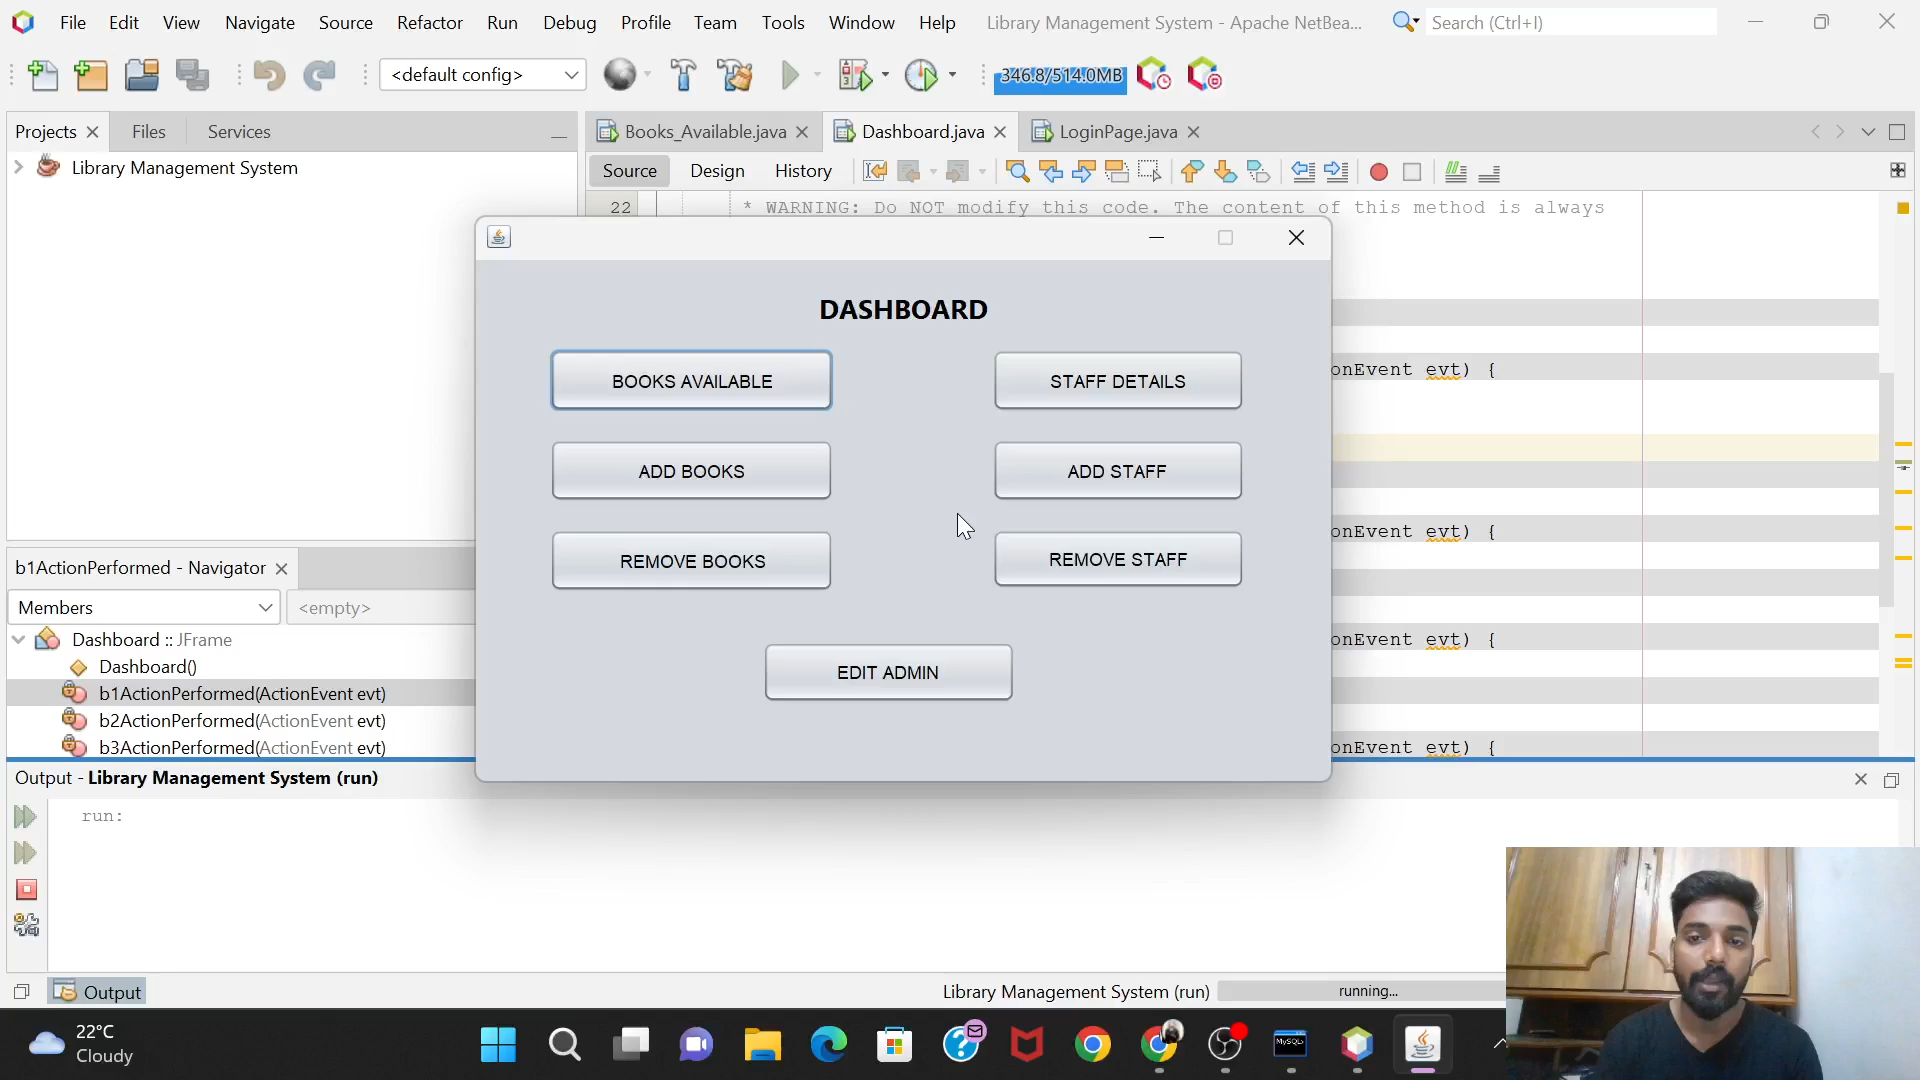 File Edit View Navigate Source Refactor Run Debug Profile Team Tools Window Help Library Management System - Apache NetBea... Search (Ctrl+I)
<default config> 346.8/514.0MB
Projects Files Services
Books_Available.java Dashboard.java LoginPage.java
Library Management System
Source Design History
22 * WARNING: Do NOT modify this code. The content of this method is always
DASHBOARD
BOOKS AVAILABLE STAFF DETAILS
onEvent evt) {
ADD BOOKS ADD STAFF
onEvent evt) {
REMOVE BOOKS REMOVE STAFF
b1ActionPerformed - Navigator
Members <empty>
Dashboard :: JFrame
onEvent evt) {
Dashboard()
EDIT ADMIN
b1ActionPerformed(ActionEvent evt)
b2ActionPerformed(ActionEvent evt)
b3ActionPerformed(ActionEvent evt)
onEvent evt) {
Output - Library Management System (run)
run:
Output
Library Management System (run) running...
22°C
Cloudy
MySQL